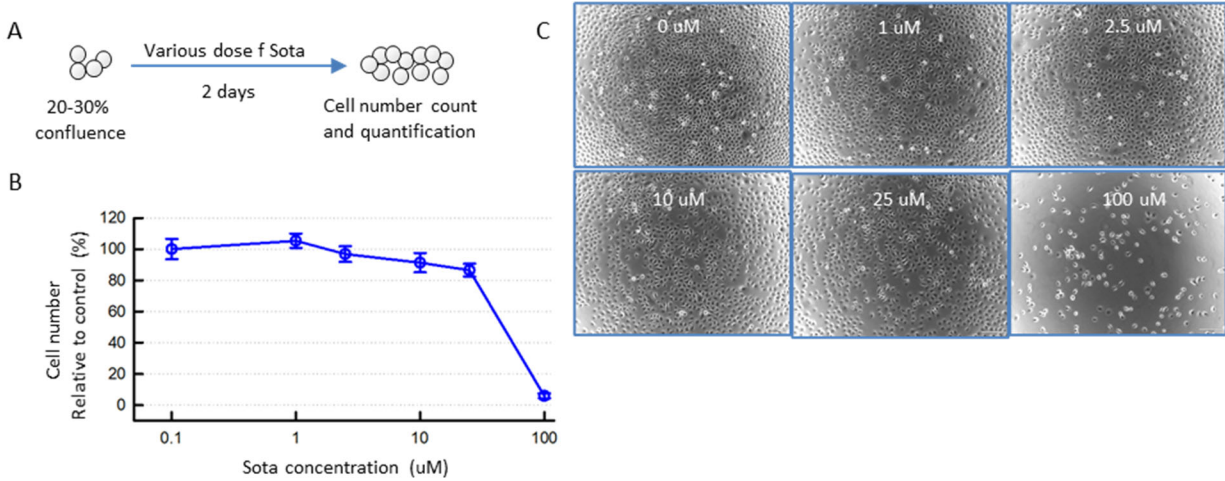 A
Various dose f Sota
2 days
20-30%
confluence
Cell number count
and quantification
B
Cell number
Relative to control (%)
120
100
80
60
40
20
0
0.1
1
10
100
Sota concentration (uM)
C
0 uM
1 uM
2.5 uM
10 uM
25 uM
100 uM